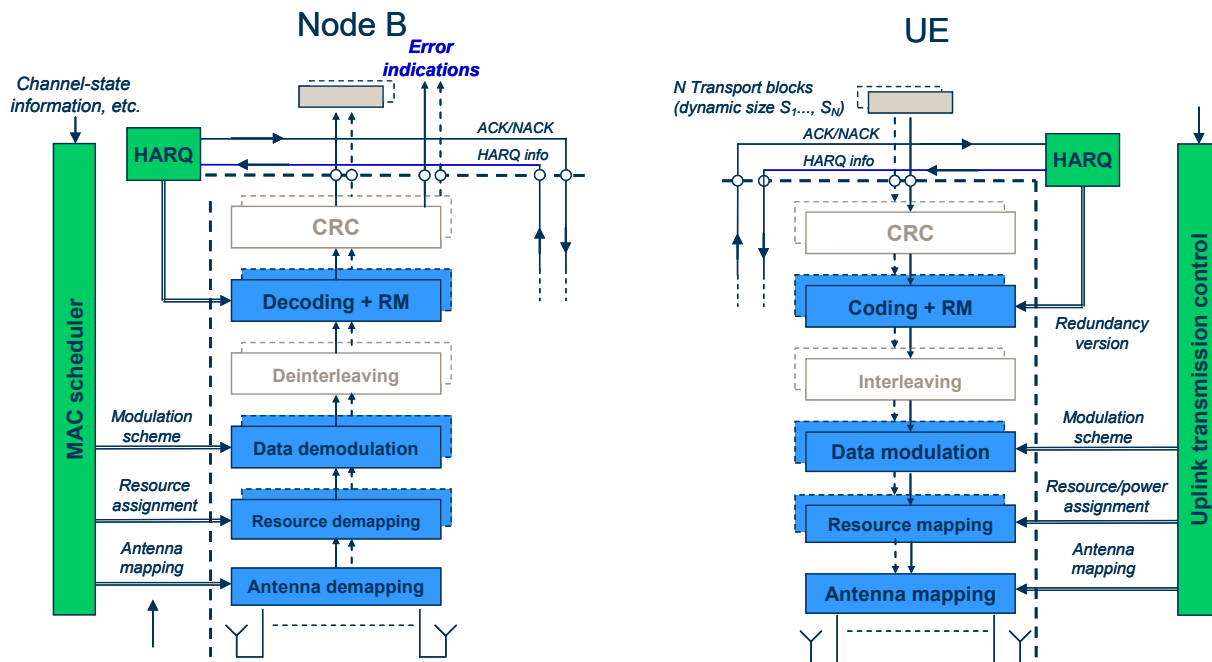 Node B
UE
Error
indications
Channel-state
information, etc.
N Transport blocks
(dynamic size S1..., SN)
ACK/NACK
HARQ
HARQ info
ACK/NACK
HARQ info
HARQ
CRC
CRC
Decoding + RM
Coding + RM
Redundancy
version
Deinterleaving
Interleaving
MAC scheduler
Uplink transmission control
Modulation
scheme
Data demodulation
Data modulation
Modulation
scheme
Resource
assignment
Resource demapping
Resource mapping
Resource/power
assignment
Antenna
mapping
Antenna demapping
Antenna mapping
Antenna
mapping